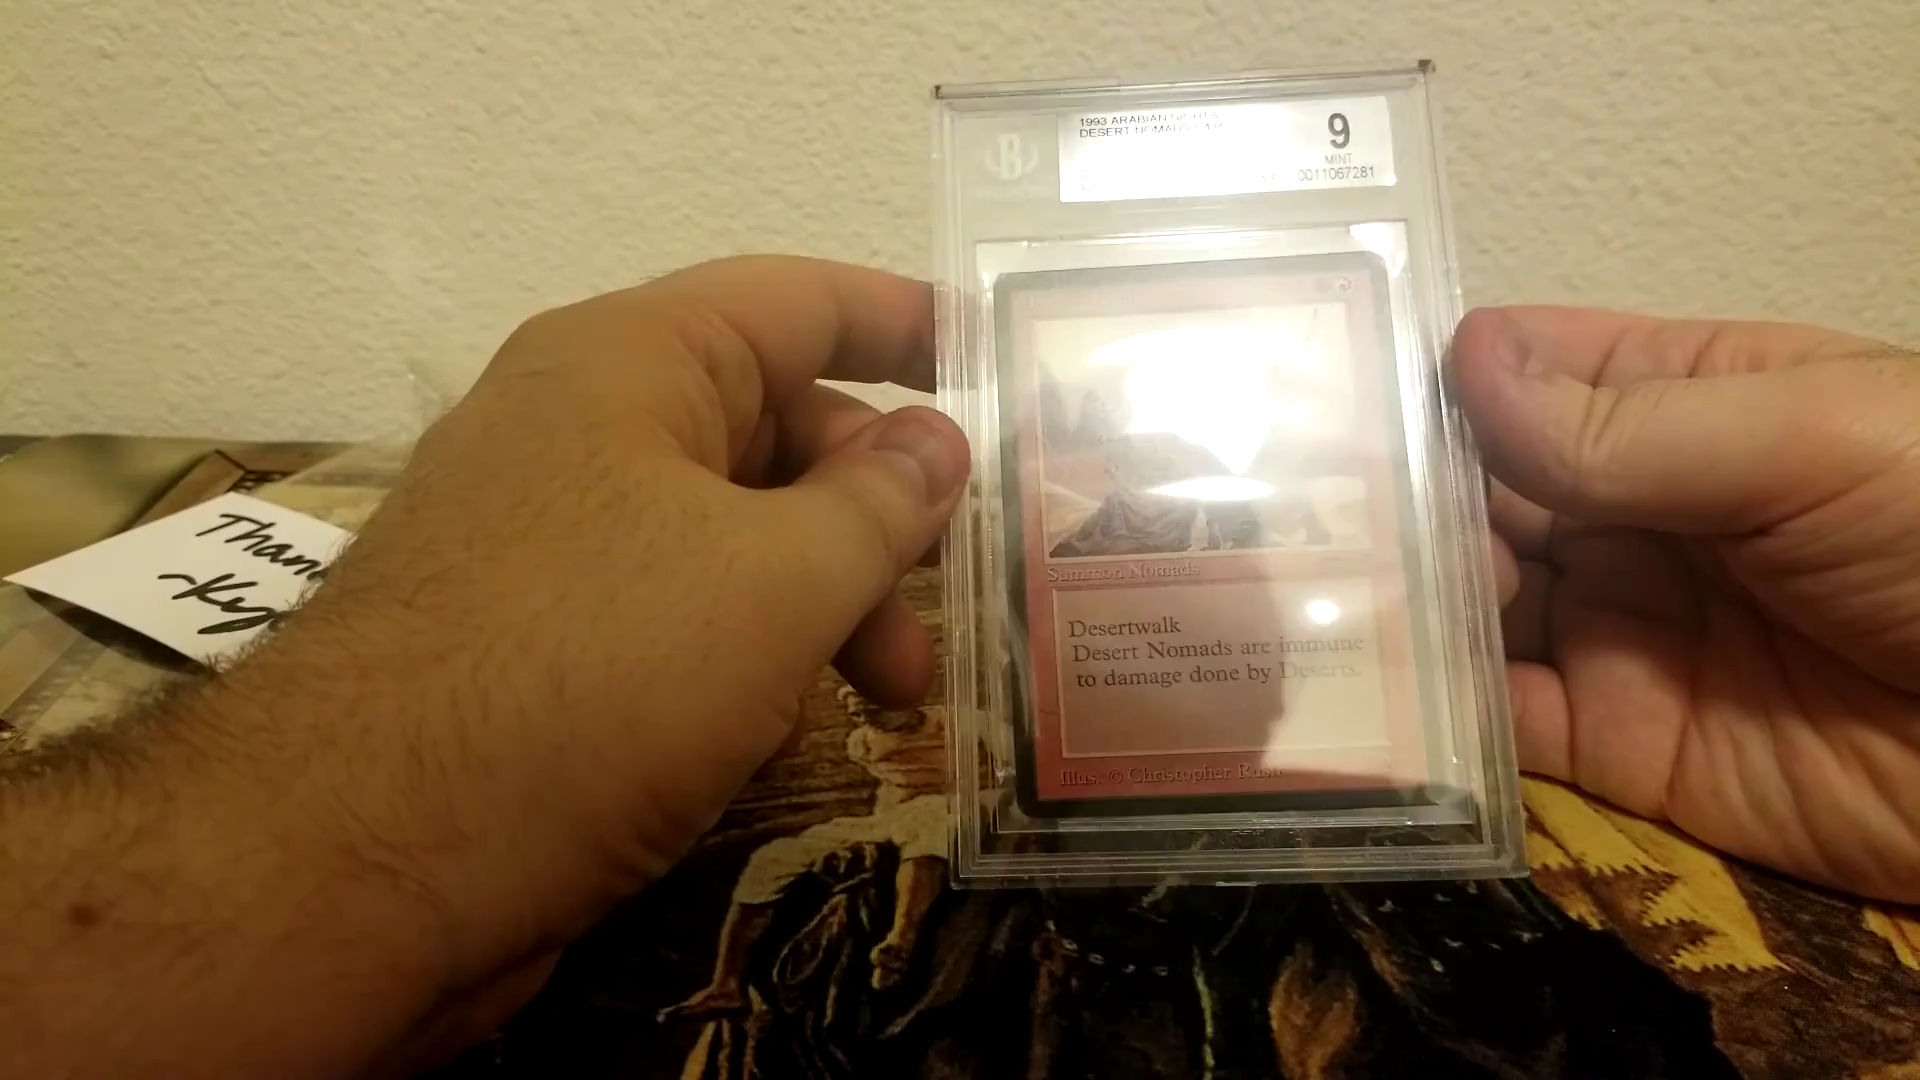 1993 ARABIAN NIGHTS
DESERT NOMADS
9
MINT
0011067281
B
Than
~Ky
Summon Nomads
Desertwalk
Desert Nomads are immune
to damage done by Deserts.
Illus. © Christopher Rush